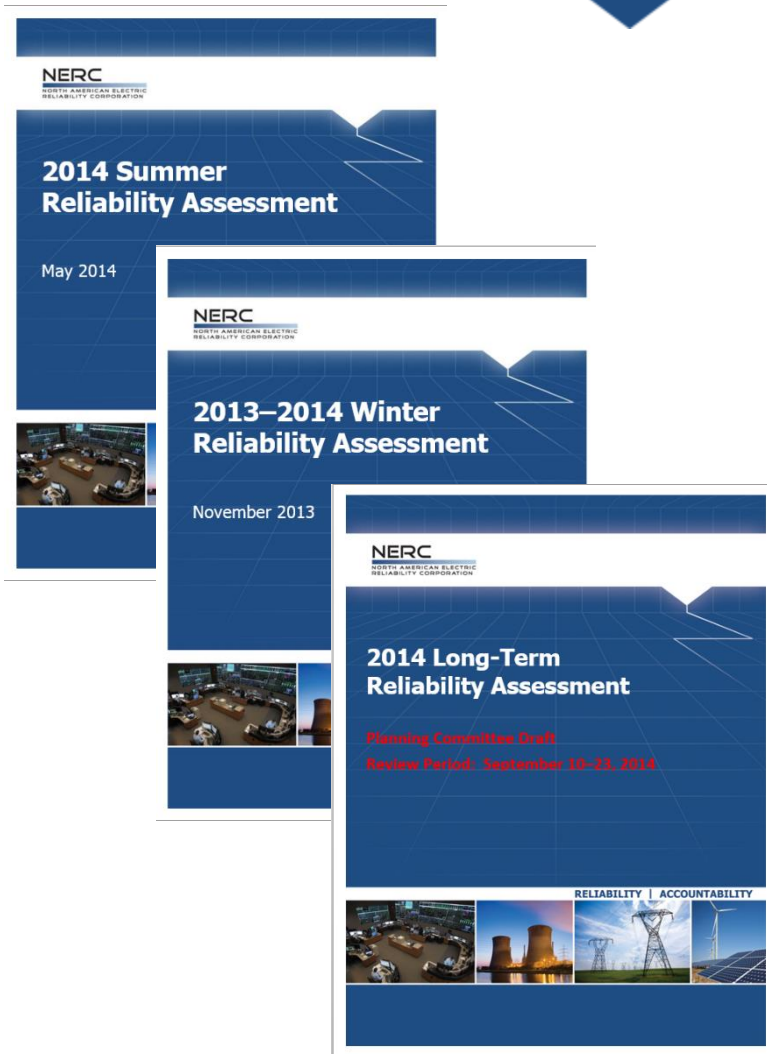 NERC
NORTH AMERICAN ELECTRIC
RELIABILITY CORPORATION
2014 Summer
Reliability Assessment
May 2014
NERC
NORTH AMERICAN ELECTRIC
RELIABILITY CORPORATION
2013–2014 Winter
Reliability Assessment
November 2013
NERC
NORTH AMERICAN ELECTRIC
RELIABILITY CORPORATION
2014 Long-Term
Reliability Assessment
Planning Committee Draft
Review Period: September 10–23, 2014
RELIABILITY | ACCOUNTABILITY